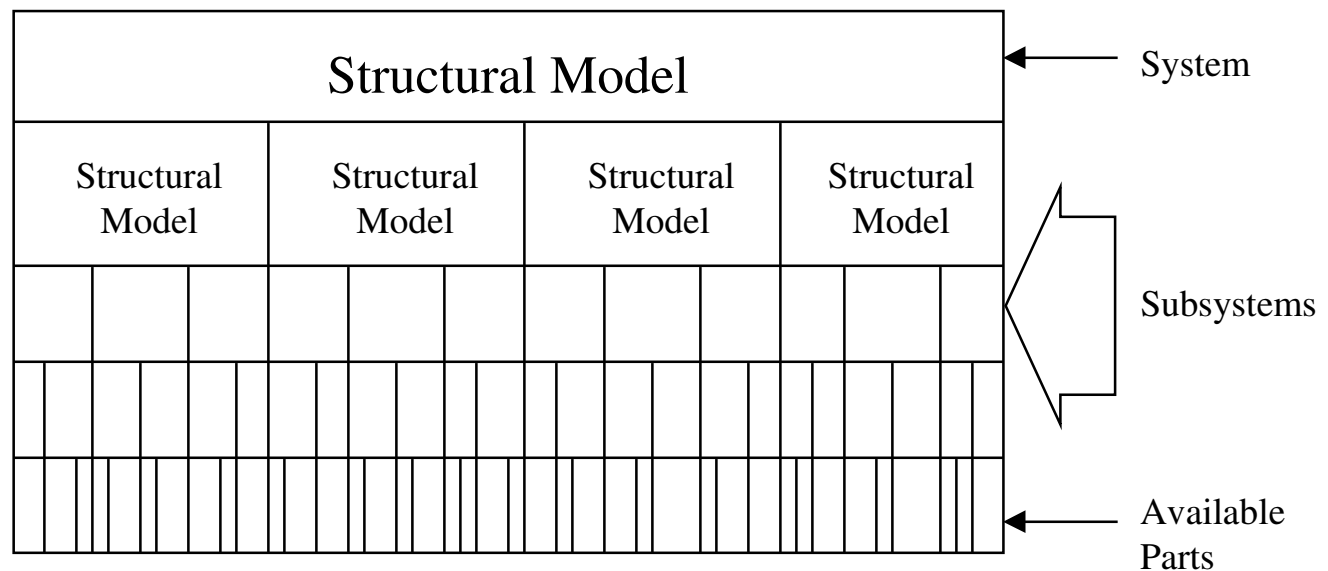 Structural Model
System
Structural
Model
Structural
Model
Structural
Model
Structural
Model
Subsystems
Available
Parts